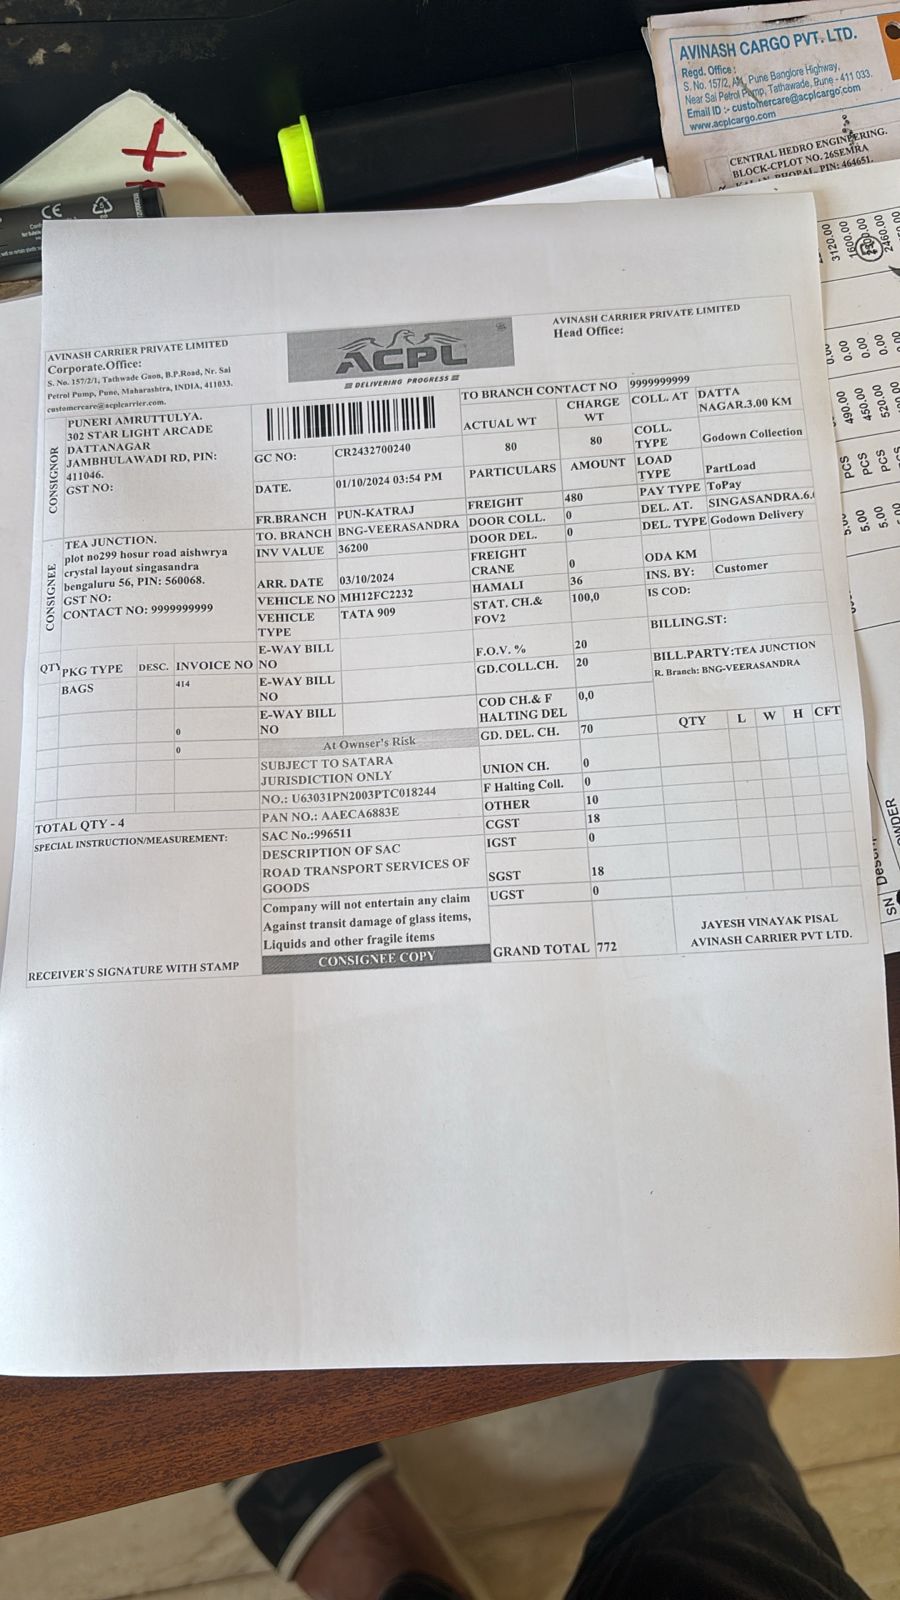 AVINASH CARGO PVT. LTD.
Regd. Office :
S. No. 157/2, Pune Banglore Highway,
Near Sai Petrol Pump, Tathawade, Pune - 411 033.
Email ID :- customercare@acplcargo.com
www.acplcargo.com
CENTRAL HEDRO ENGINEERING.
BLOCK-CPLOT NO. 26SEMRA
BHOPAL, PIN: 464651.
CE
3120.00
1600.00
2460.00
0.00
0.00
0.00
490.00
450.00
520.00
PCS
PCS
PCS
5.00
5.00
5.00
SN
AVINASH CARRIER PRIVATE LIMITED
Corporate.Office:
S. No. 157/2/1, Tathwade Gaon, B.P.Road, Nr. Sai
Petrol Pump, Pune, Maharashtra, INDIA, 411033.
customercare@acplcarrier.com.
ACPL
DELIVERING PROGRESS
AVINASH CARRIER PRIVATE LIMITED
Head Office:
CONSIGNOR
PUNERI AMRUTTULYA.
302 STAR LIGHT ARCADE
DATTANAGAR
JAMBHULAWADI RD, PIN:
411046.
GST NO:
CONSIGNEE
TEA JUNCTION.
plot no299 hosur road aishwrya
crystal layout singasandra
bengaluru 56, PIN: 560068.
GST NO:
CONTACT NO: 9999999999
QTY PKG TYPE DESC. INVOICE NO
BAGS 414
0
0
TOTAL QTY - 4
SPECIAL INSTRUCTION/MEASUREMENT:
RECEIVER'S SIGNATURE WITH STAMP
GC NO: CR2432700240
DATE. 01/10/2024 03:54 PM
FR.BRANCH PUN-KATRAJ
TO. BRANCH BNG-VEERASANDRA
INV VALUE 36200
ARR. DATE 03/10/2024
VEHICLE NO MH12FC2232
VEHICLE TATA 909
TYPE
E-WAY BILL
NO
E-WAY BILL
NO
E-WAY BILL
NO
At Ownser's Risk
SUBJECT TO SATARA
JURISDICTION ONLY
NO.: U63031PN2003PTC018244
PAN NO.: AAECA6883E
SAC No.:996511
DESCRIPTION OF SAC
ROAD TRANSPORT SERVICES OF
GOODS
Company will not entertain any claim
Against transit damage of glass items,
Liquids and other fragile items
CONSIGNEE COPY
TO BRANCH CONTACT NO 9999999999
ACTUAL WT CHARGE WT
80 80
PARTICULARS AMOUNT
FREIGHT 480
DOOR COLL. 0
DOOR DEL. 0
FREIGHT
CRANE 0
HAMALI 36
STAT. CH.& 100,0
FOV2
F.O.V. % 20
GD.COLL.CH. 20
COD CH.& F 0,0
HALTING DEL
GD. DEL. CH. 70
UNION CH. 0
F Halting Coll. 0
OTHER 10
CGST 18
IGST 0
SGST 18
UGST 0
GRAND TOTAL 772
COLL. AT DATTA
NAGAR.3.00 KM
COLL.
TYPE Godown Collection
LOAD
TYPE PartLoad
PAY TYPE ToPay
DEL. AT. SINGASANDRA.6.
DEL. TYPE Godown Delivery
ODA KM
INS. BY: Customer
IS COD:
BILLING.ST:
BILL.PARTY:TEA JUNCTION
R. Branch: BNG-VEERASANDRA
QTY L W H CFT
JAYESH VINAYAK PISAL
AVINASH CARRIER PVT LTD.